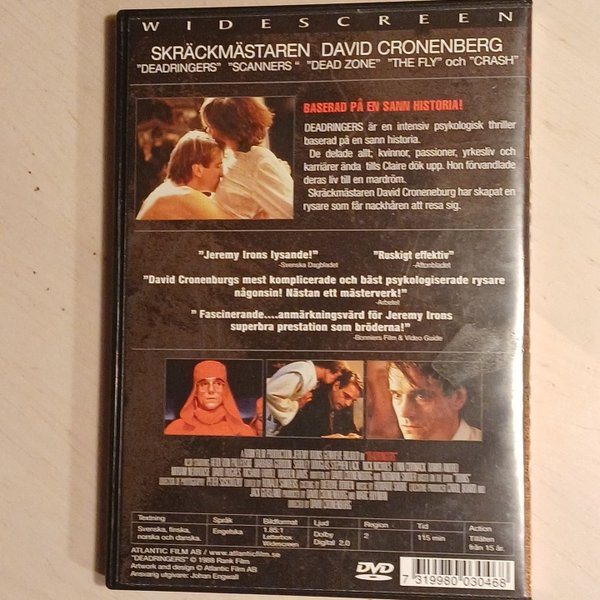 WIDESCREEN
SKRÄCKMÄSTAREN DAVID CRONENBERG
"DEADRINGERS" "SCANNERS " "DEAD ZONE" "THE FLY" och "CRASH"
BASERAD PÅ EN SANN HISTORIA!
DEADRINGERS är en intensiv psykologisk thriller
baserad på en sann historia.
De delade allt; kvinnor, passioner, yrkesliv och
karriärer ända tills Claire dök upp. Hon förvandlade
deras liv till en mardröm.
Skräckmästaren David Croneneburg har skapat en
rysare som får nackhåren att resa sig.
"Jeremy Irons lysande!"
-Svenska Dagbladet
"Ruskigt effektiv"
-Aftonbladet
"David Cronenburgs mest komplicerade och bäst psykologiserade rysare
någonsin! Nästan ett mästerverk!"
-Arbetet
" Fascinerande....anmärkningsvärd för Jeremy Irons
superbra prestation som bröderna!"
-Bonniers Film & Video Guide
Textning Språk Bildformat Ljud Region Tid Action
Svenska, finska, Engelska 1.85:1 Dolby 2 115 min Tillåten
norska och danska. Letterbox Digital 2.0 från 15 år.
Widescreen
ATLANTIC FILM AB / www.atlanticfilm.se
"DEADRINGERS" © 1988 Rank Film
Artwork and design © Atlantic Film AB
Ansvarig utgivare: Johan Engwall
DVD
7 319980 030468